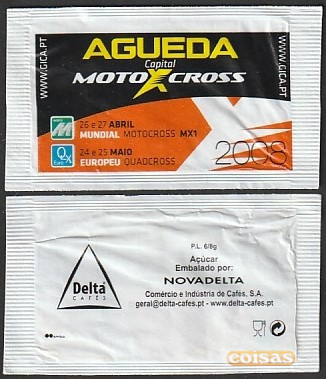 WWW.GICA.PT
AGUEDA
Capital
MOTOXCROSS
WWW.GICA.PT
26 e 27 ABRIL
MUNDIAL MOTOCROSS MX1
24 e 25 MAIO
EUROPEU QUADCROSS
2008
P.L. 6/8g
Açúcar
Embalado por:
NOVADELTA
Comércio e Indústria de Cafés, S.A.
geral@delta-cafes.pt - www.delta-cafes.pt
Delta
CAFÉS
coisas